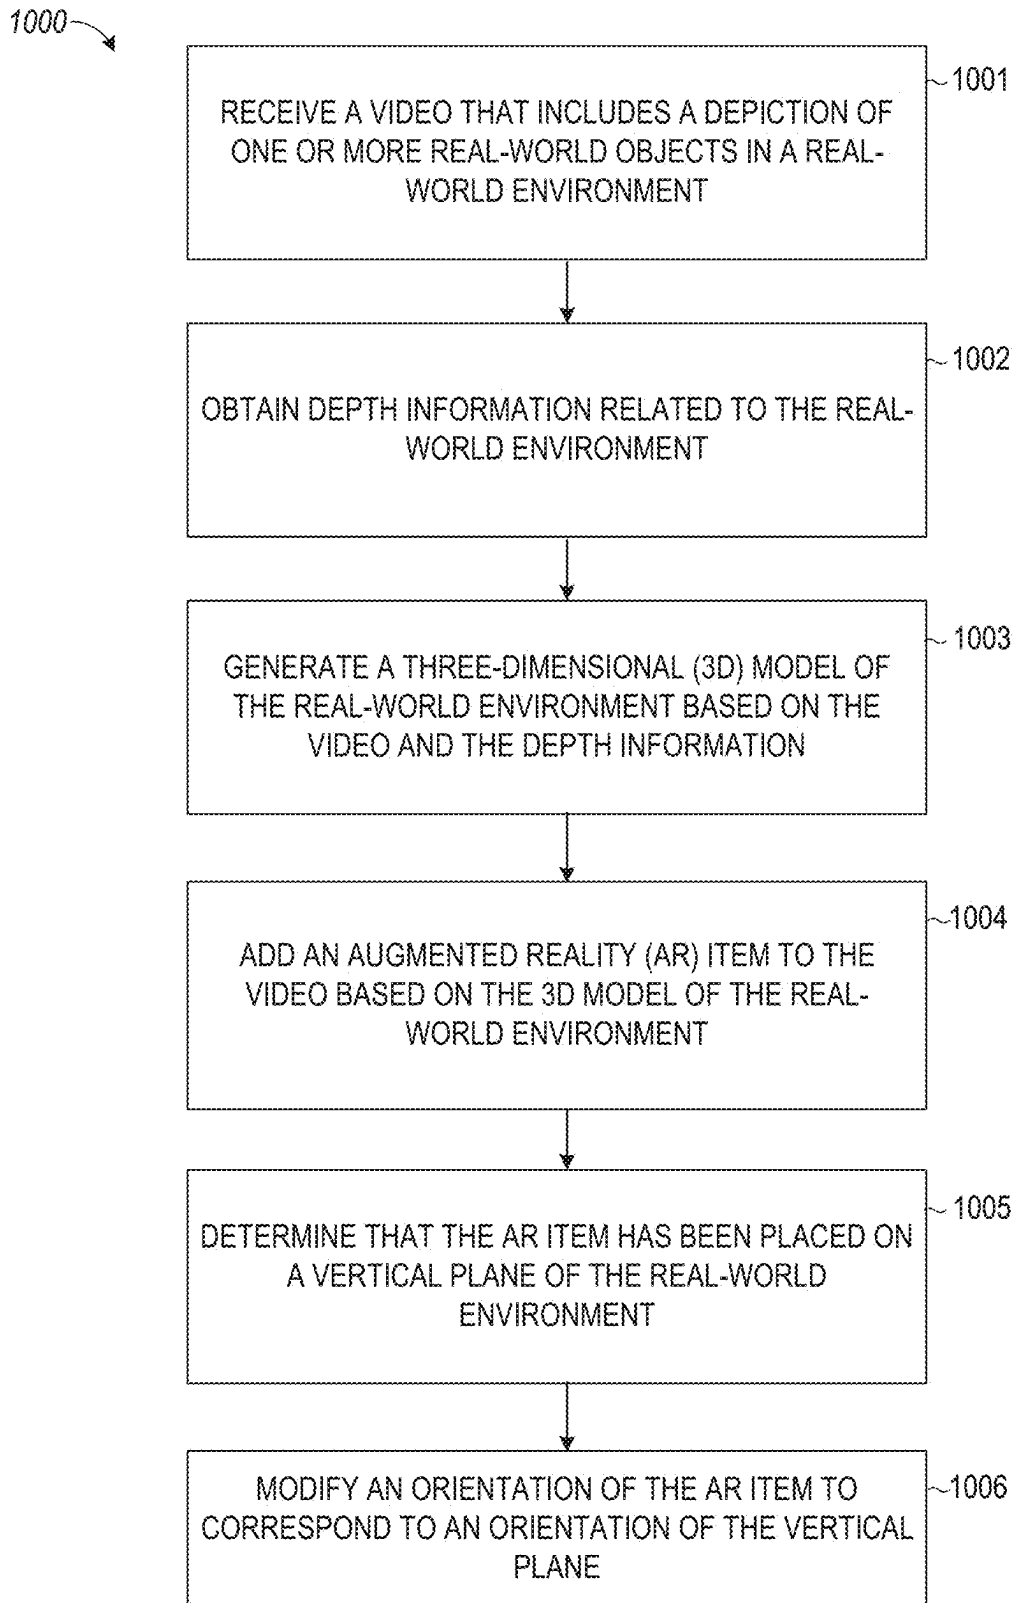 1000
1001
RECEIVE A VIDEO THAT INCLUDES A DEPICTION OF
ONE OR MORE REAL-WORLD OBJECTS IN A REAL-
WORLD ENVIRONMENT
1002
OBTAIN DEPTH INFORMATION RELATED TO THE REAL-
WORLD ENVIRONMENT
1003
GENERATE A THREE-DIMENSIONAL (3D) MODEL OF
THE REAL-WORLD ENVIRONMENT BASED ON THE
VIDEO AND THE DEPTH INFORMATION
1004
ADD AN AUGMENTED REALITY (AR) ITEM TO THE
VIDEO BASED ON THE 3D MODEL OF THE REAL-
WORLD ENVIRONMENT
1005
DETERMINE THAT THE AR ITEM HAS BEEN PLACED ON
A VERTICAL PLANE OF THE REAL-WORLD
ENVIRONMENT
1006
MODIFY AN ORIENTATION OF THE AR ITEM TO
CORRESPOND TO AN ORIENTATION OF THE VERTICAL
PLANE